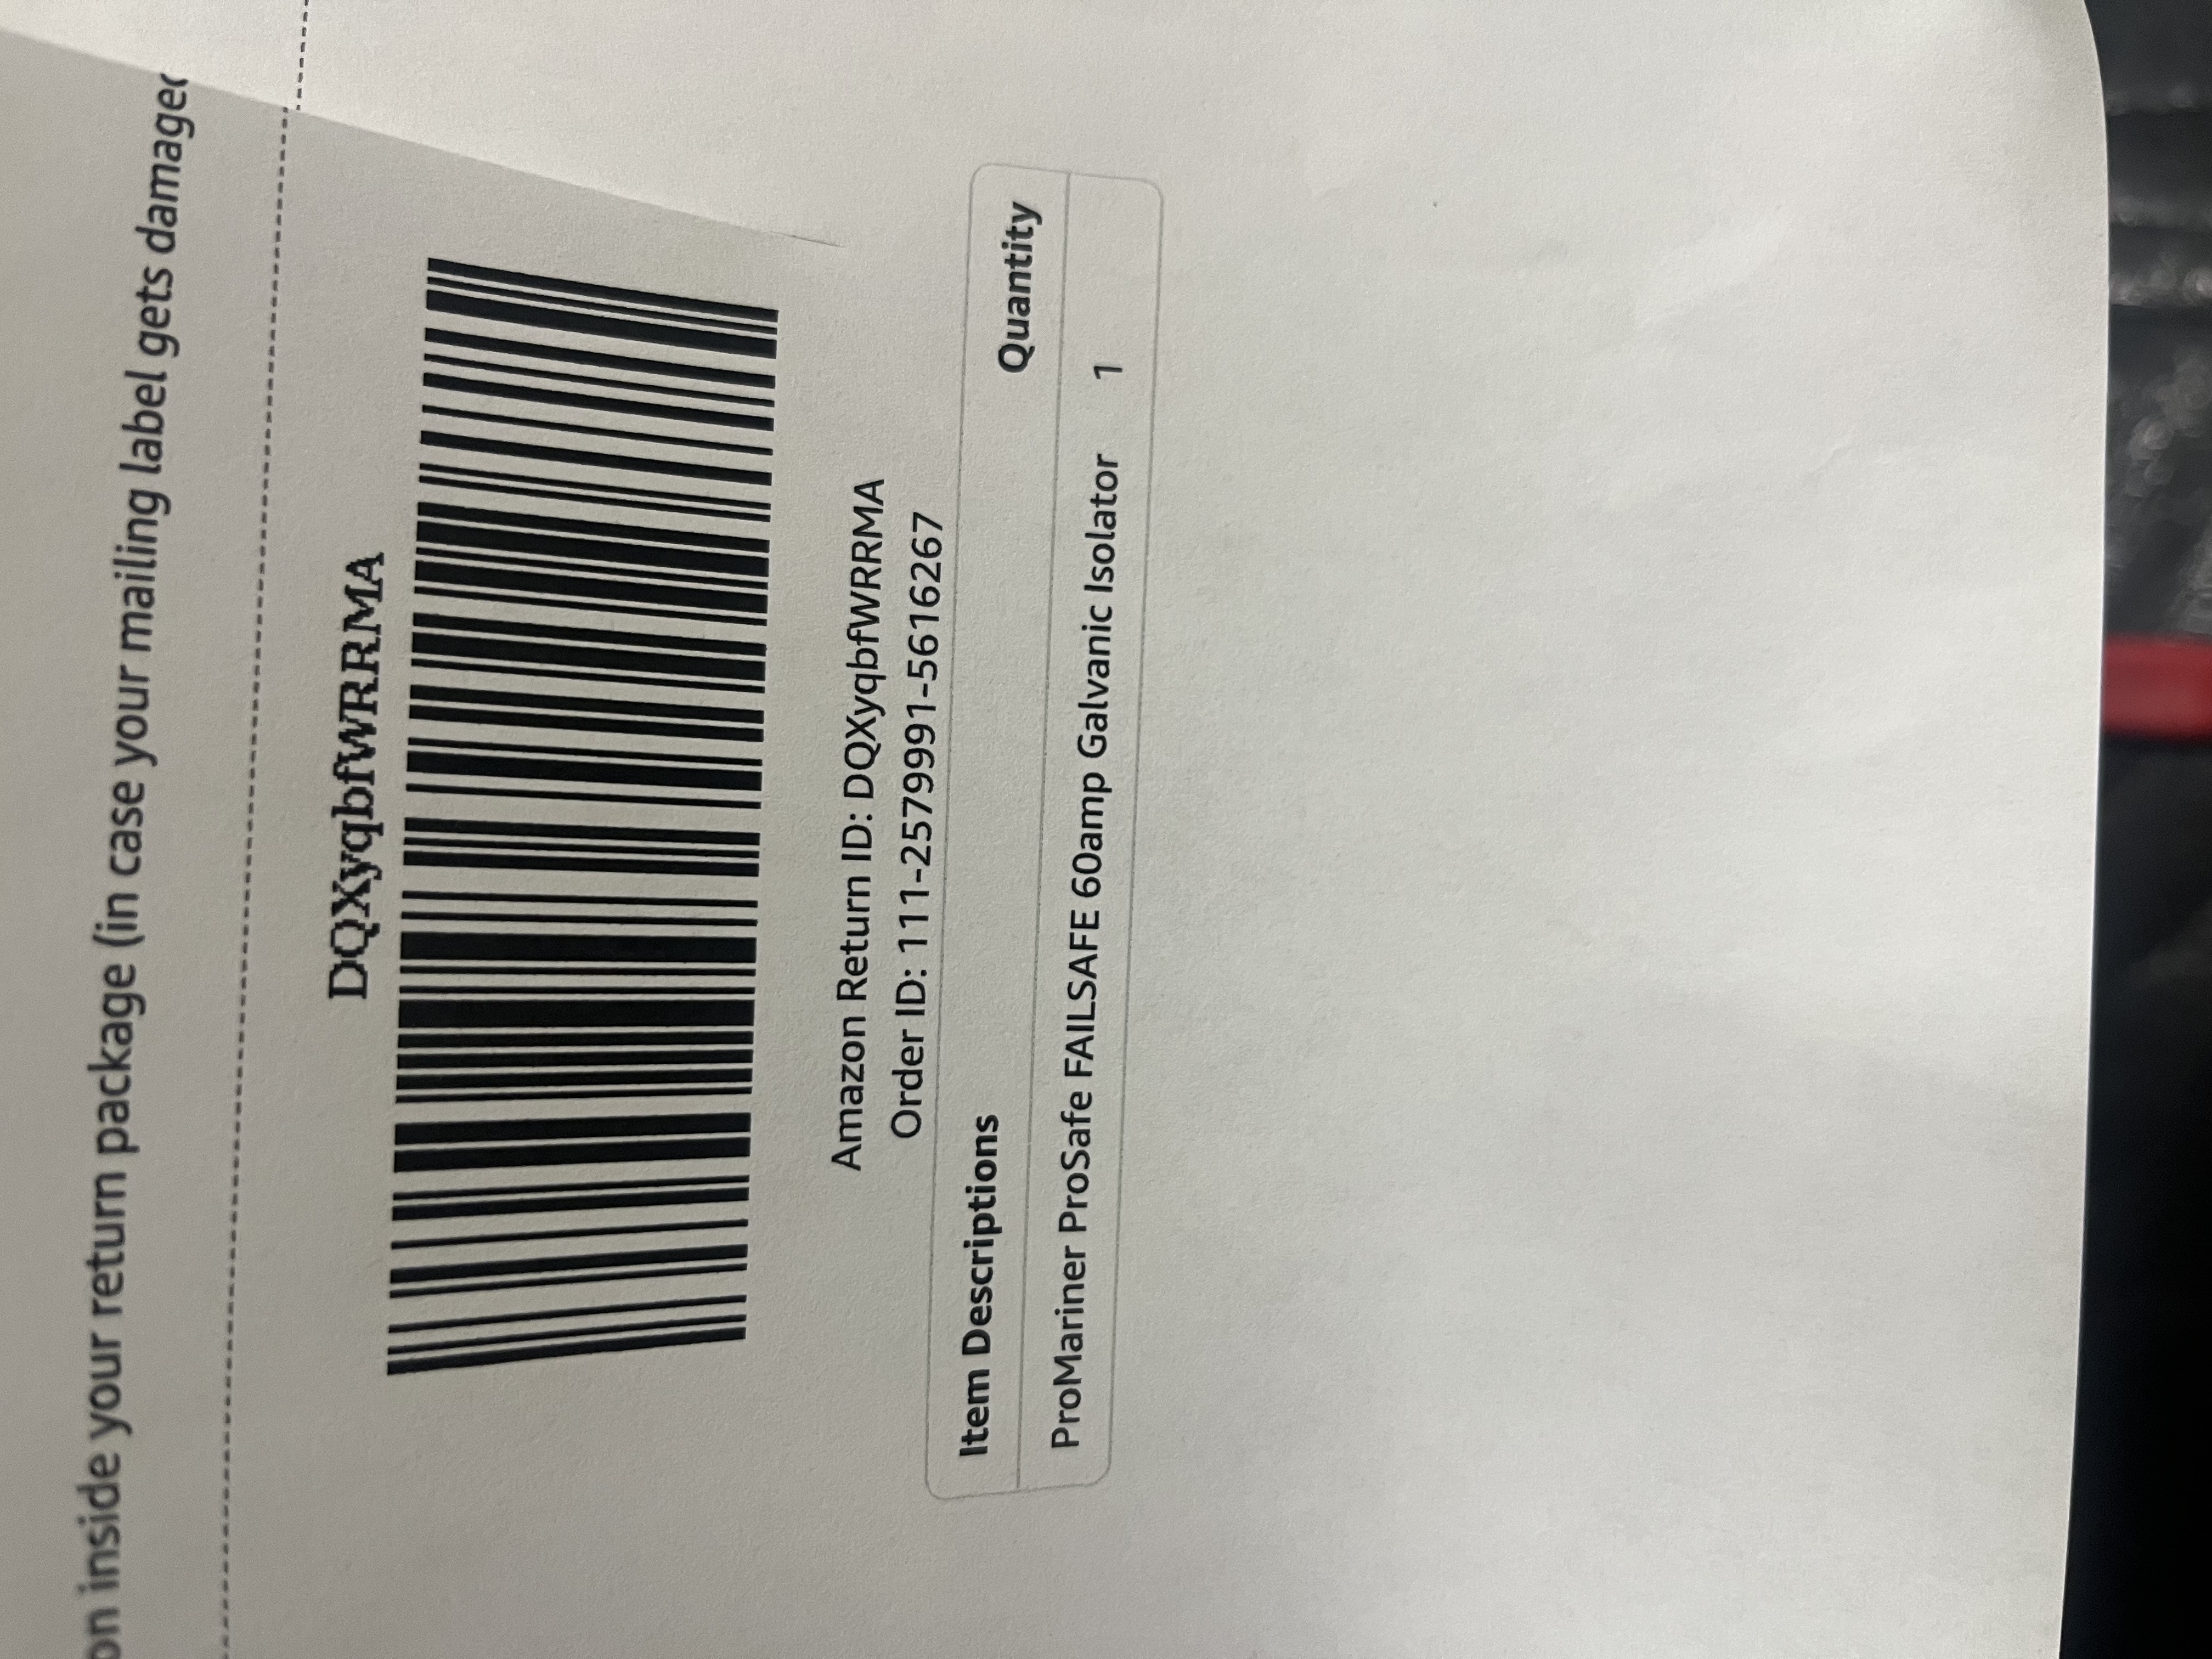 on inside your return package (in case your mailing label gets damaged
DQXyqbfWRRMA
Amazon Return ID: DQXyqbfWRRMA
Order ID: 111-2579991-5616267
Item Descriptions Quantity
ProMariner ProSafe FAILSAFE 60amp Galvanic Isolator 1